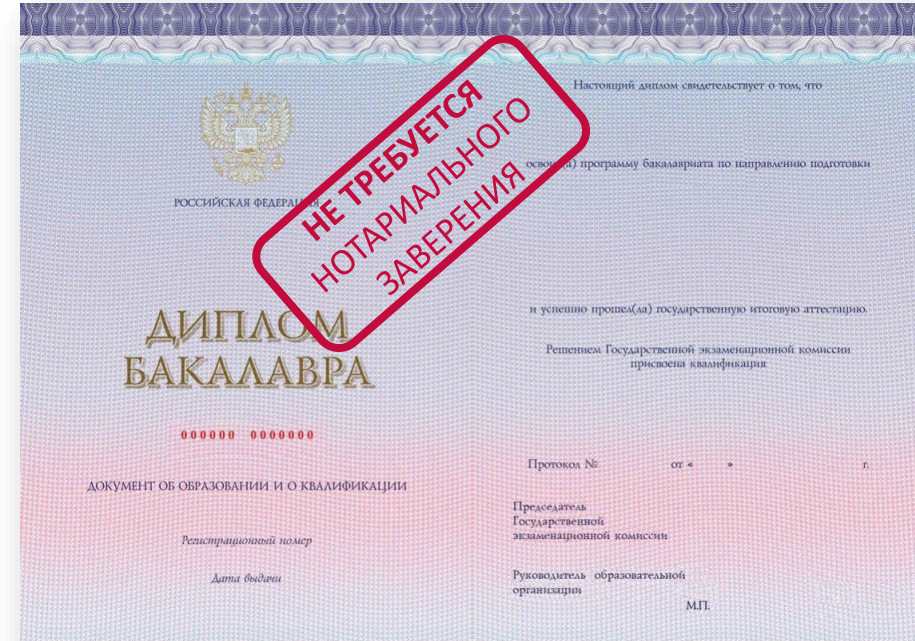 РОССИЙСКАЯ ФЕДЕРАЦИЯ
ДИПЛОМ
БАКАЛАВРА
000000 0000000
ДОКУМЕНТ ОБ ОБРАЗОВАНИИ И О КВАЛИФИКАЦИИ
Регистрационный номер
Дата выдачи
НЕ ТРЕБУЕТСЯ
НОТАРИАЛЬНОГО
ЗАВЕРЕНИЯ
Настоящий диплом свидетельствует о том, что
освоил(а) программу бакалавриата по направлению подготовки
и успешно прошел(ла) государственную итоговую аттестацию.
Решением Государственной экзаменационной комиссии
присвоена квалификация
Протокол № от « » г.
Председатель
Государственной
экзаменационной комиссии
Руководитель образовательной
организации
М.П.